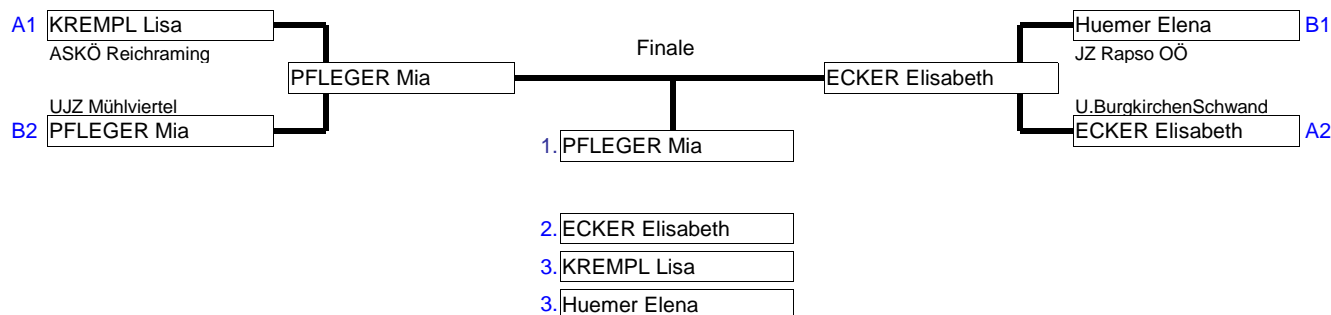 A1 KREMPL Lisa
ASKÖ Reichraming
Huemer Elena B1
JZ Rapso OÖ
Finale
PFLEGER Mia
ECKER Elisabeth
UJZ Mühlviertel
B2 PFLEGER Mia
U.BurgkirchenSchwand
ECKER Elisabeth A2
1. PFLEGER Mia
2. ECKER Elisabeth
3. KREMPL Lisa
3. Huemer Elena